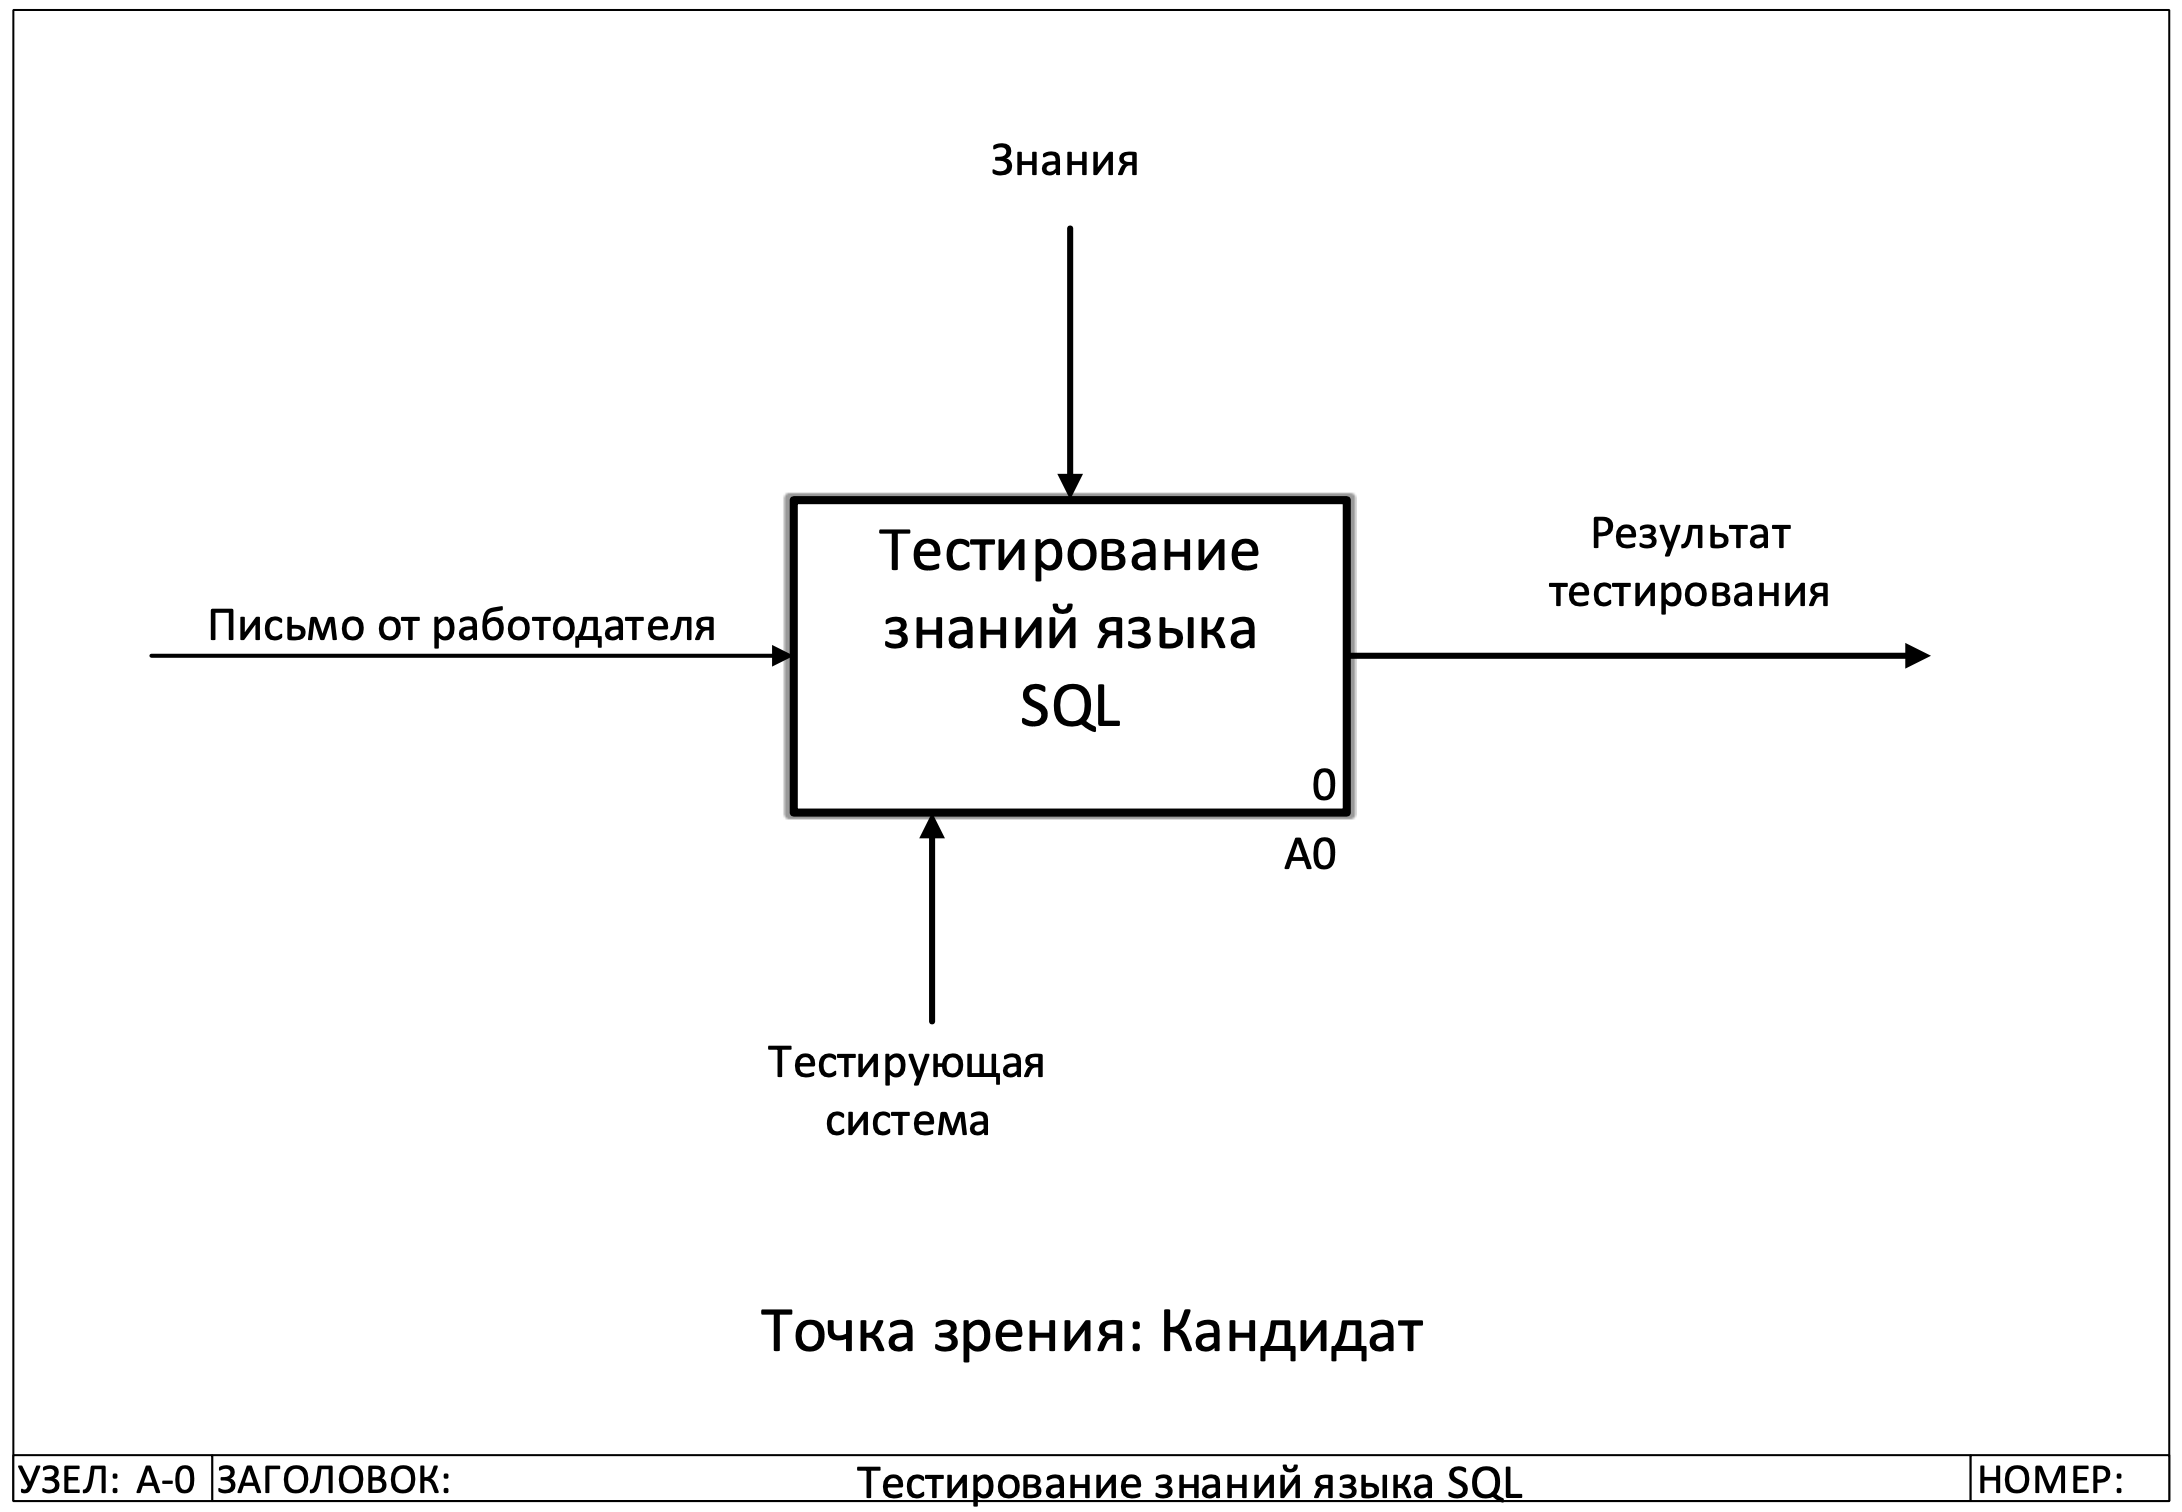 Знания
Тестирование
знаний языка
SQL
0
A0
Письмо от работодателя
Результат
тестирования
Тестирующая
система
Точка зрения: Кандидат
УЗЕЛ: A-0
ЗАГОЛОВОК:
Тестирование знаний языка SQL
НОМЕР: